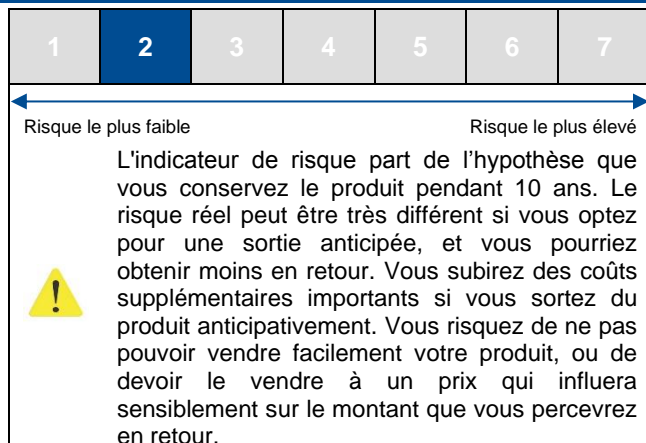 1 2 3 4 5 6 7
Risque le plus faible Risque le plus élevé
L'indicateur de risque part de l’hypothèse que
vous conservez le produit pendant 10 ans. Le
risque réel peut être très différent si vous optez
pour une sortie anticipée, et vous pourriez
obtenir moins en retour. Vous subirez des coûts
supplémentaires importants si vous sortez du
produit anticipativement. Vous risquez de ne pas
pouvoir vendre facilement votre produit, ou de
devoir le vendre à un prix qui influera
sensiblement sur le montant que vous percevrez
en retour.